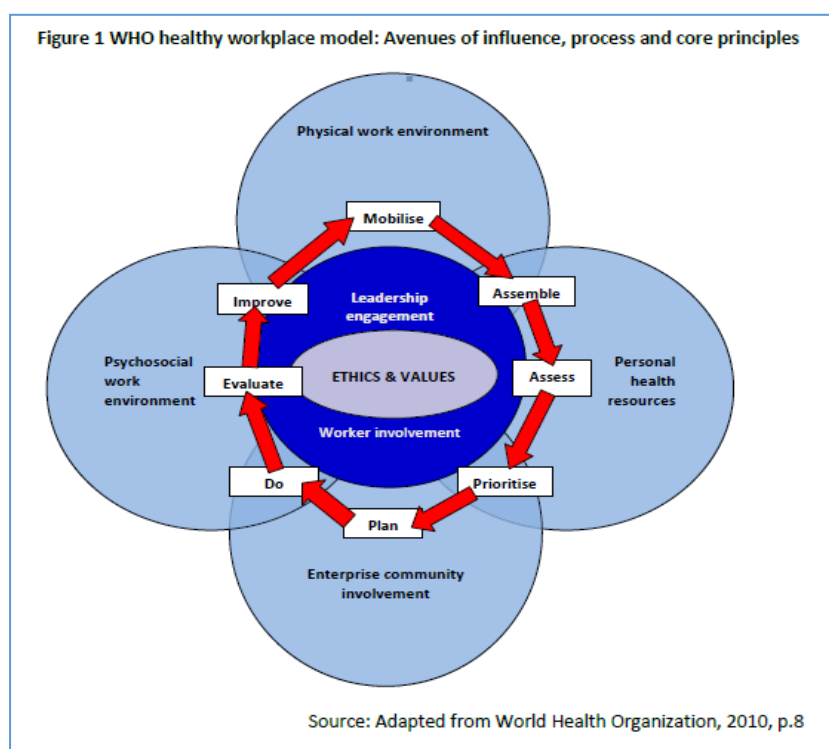 Figure 1 WHO healthy workplace model: Avenues of influence, process and core principles
Physical work environment
Mobilise
Improve
Leadership
engagement
Assemble
Psychosocial
work
environment
Evaluate
ETHICS & VALUES
Assess
Personal
health
resources
Worker involvement
Do
Prioritise
Plan
Enterprise community
involvement
Source: Adapted from World Health Organization, 2010, p.8